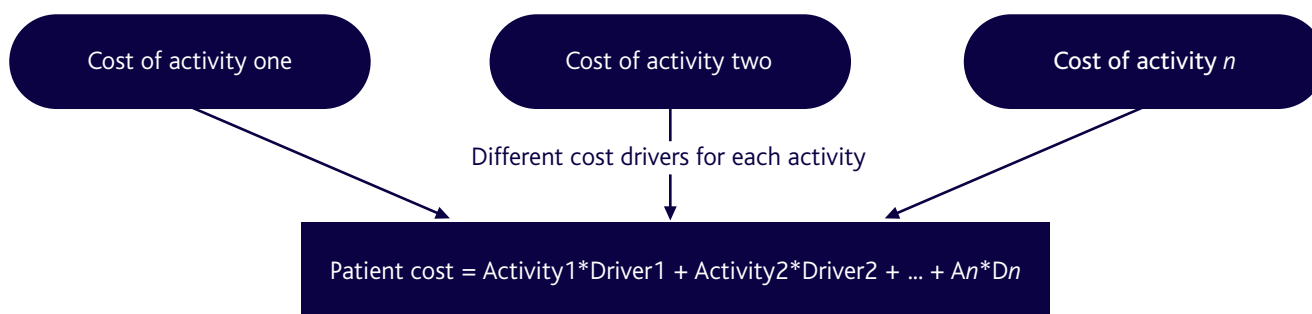 Cost of activity one
Cost of activity two
Cost of activity n
Different cost drivers for each activity
Patient cost = Activity1*Driver1 + Activity2*Driver2 + ... + An*Dn